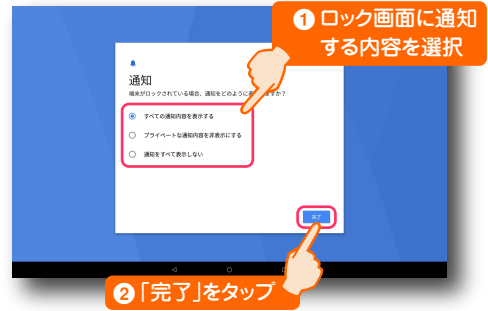 ❶ロック画面に通知
する内容を選択
通知
端末がロックされている場合、通知をどのように
ますか？
すべての通知内容を表示する
プライベートな通知内容を非表示にする
通知をすべて表示しない
完了
❷「完了」をタップ